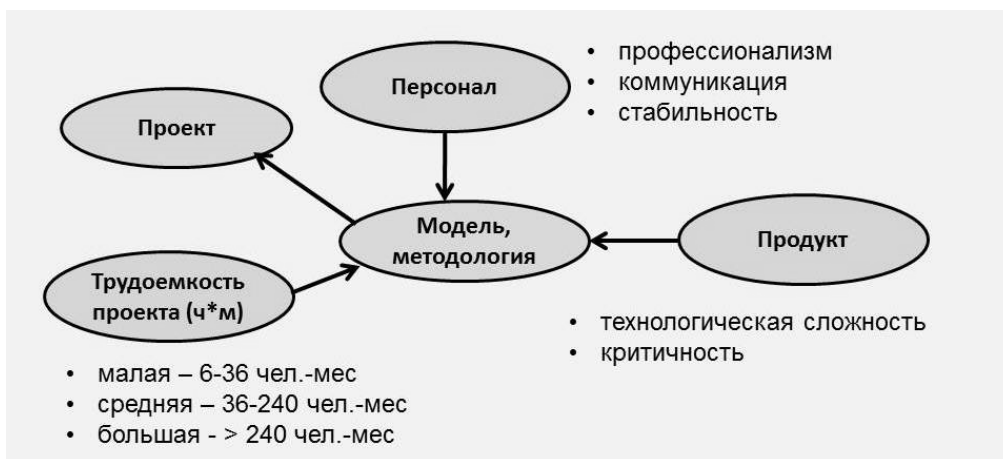 Персонал
• профессионализм
• коммуникация
• стабильность
Проект
Модель,
методология
Продукт
• технологическая сложность
• критичность
Трудоемкость
проекта (ч*м)
• малая – 6-36 чел.-мес
• средняя – 36-240 чел.-мес
• большая - > 240 чел.-мес